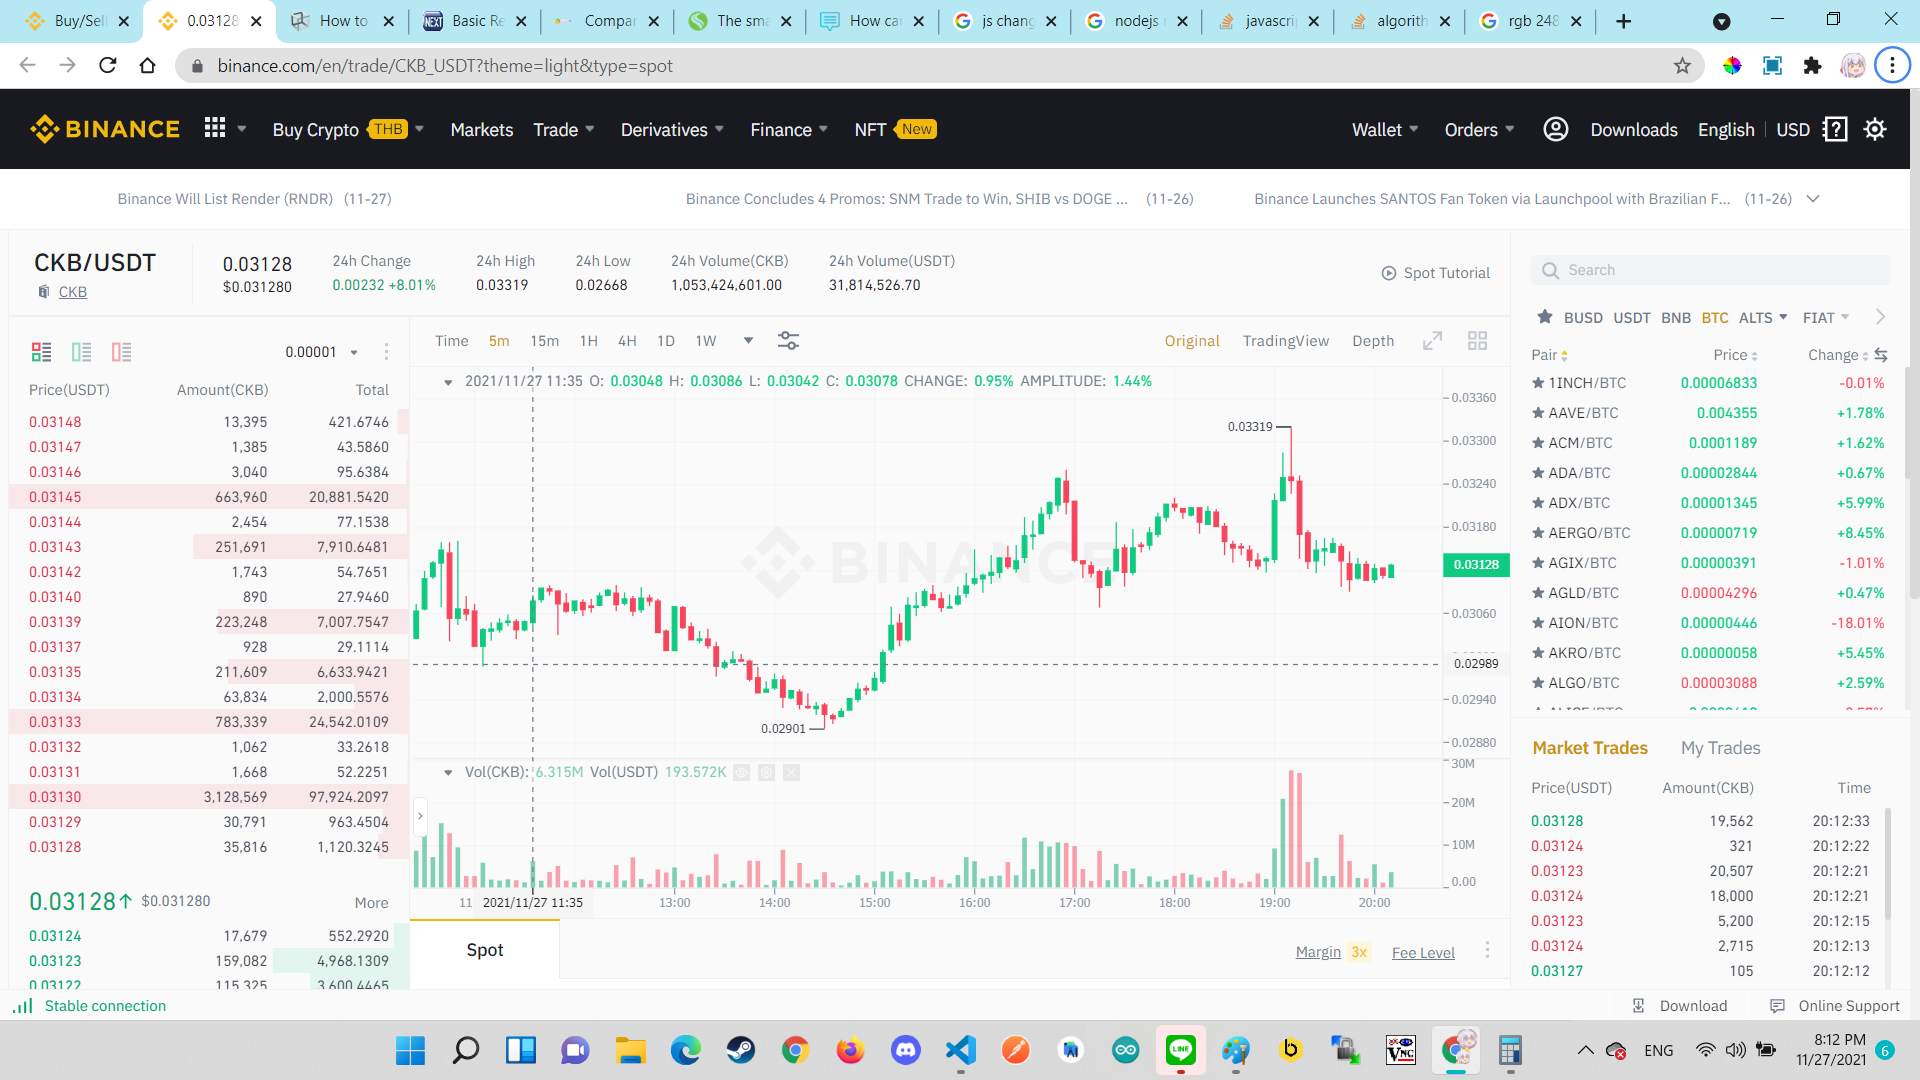 Buy/Sell
0.03128
How to
Basic Re
Compar
The sma
How can
js chang
nodejs
javascri
algorith
rgb 248
binance.com/en/trade/CKB_USDT?theme=light&type=spot
BINANCE
Buy Crypto THB Markets Trade Derivatives Finance NFT New
Wallet Orders Downloads English USD
Binance Will List Render (RNDR) (11-27)
Binance Concludes 4 Promos: SNM Trade to Win, SHIB vs DOGE ... (11-26)
Binance Launches SANTOS Fan Token via Launchpool with Brazilian F... (11-26)
CKB/USDT
CKB
0.03128
$0.031280
24h Change
0.00232 +8.01%
24h High
0.03319
24h Low
0.02668
24h Volume(CKB)
1,053,424,601.00
24h Volume(USDT)
31,814,526.70
Spot Tutorial
0.00001
Price(USDT) Amount(CKB) Total
0.03148 13,395 421.6746
0.03147 1,385 43.5860
0.03146 3,040 95.6384
0.03145 663,960 20,881.5420
0.03144 2,454 77.1538
0.03143 251,691 7,910.6481
0.03142 1,743 54.7651
0.03140 890 27.9460
0.03139 223,248 7,007.7547
0.03137 928 29.1114
0.03135 211,609 6,633.9421
0.03134 63,834 2,000.5576
0.03133 783,339 24,542.0109
0.03132 1,062 33.2618
0.03131 1,668 52.2251
0.03130 3,128,569 97,924.2097
0.03129 30,791 963.4504
0.03128 35,816 1,120.3245
0.03128 $0.031280 More
0.03124 17,679 552.2920
0.03123 159,082 4,968.1309
0.03122 115,325 3,600.4465
Time 5m 15m 1H 4H 1D 1W
Original TradingView Depth
2021/11/27 11:35 O: 0.03048 H: 0.03086 L: 0.03042 C: 0.03078 CHANGE: 0.95% AMPLITUDE: 1.44%
0.03319
BINANCE
0.02901
0.03360
0.03300
0.03240
0.03180
0.03128
0.03060
0.02989
0.02940
0.02880
Vol(CKB): 6.315M Vol(USDT) 193.572K
30M
20M
10M
0.00
11 2021/11/27 11:35 13:00 14:00 15:00 16:00 17:00 18:00 19:00 20:00
Spot
Margin 3x Fee Level
Search
BUSD USDT BNB BTC ALTS FIAT
Pair Price Change
1INCH/BTC 0.00006833 -0.01%
AAVE/BTC 0.004355 +1.78%
ACM/BTC 0.0001189 +1.62%
ADA/BTC 0.00002844 +0.67%
ADX/BTC 0.00001345 +5.99%
AERGO/BTC 0.00000719 +8.45%
AGIX/BTC 0.00000391 -1.01%
AGLD/BTC 0.00004296 +0.47%
AION/BTC 0.00000446 -18.01%
AKRO/BTC 0.00000058 +5.45%
ALGO/BTC 0.00003088 +2.59%
Market Trades My Trades
Price(USDT) Amount(CKB) Time
0.03128 19,562 20:12:33
0.03124 321 20:12:22
0.03123 20,507 20:12:21
0.03124 18,000 20:12:21
0.03123 5,200 20:12:15
0.03124 2,715 20:12:13
0.03127 105 20:12:12
Stable connection
Download Online Support
LINE
VNC
ENG
8:12 PM
11/27/2021
6